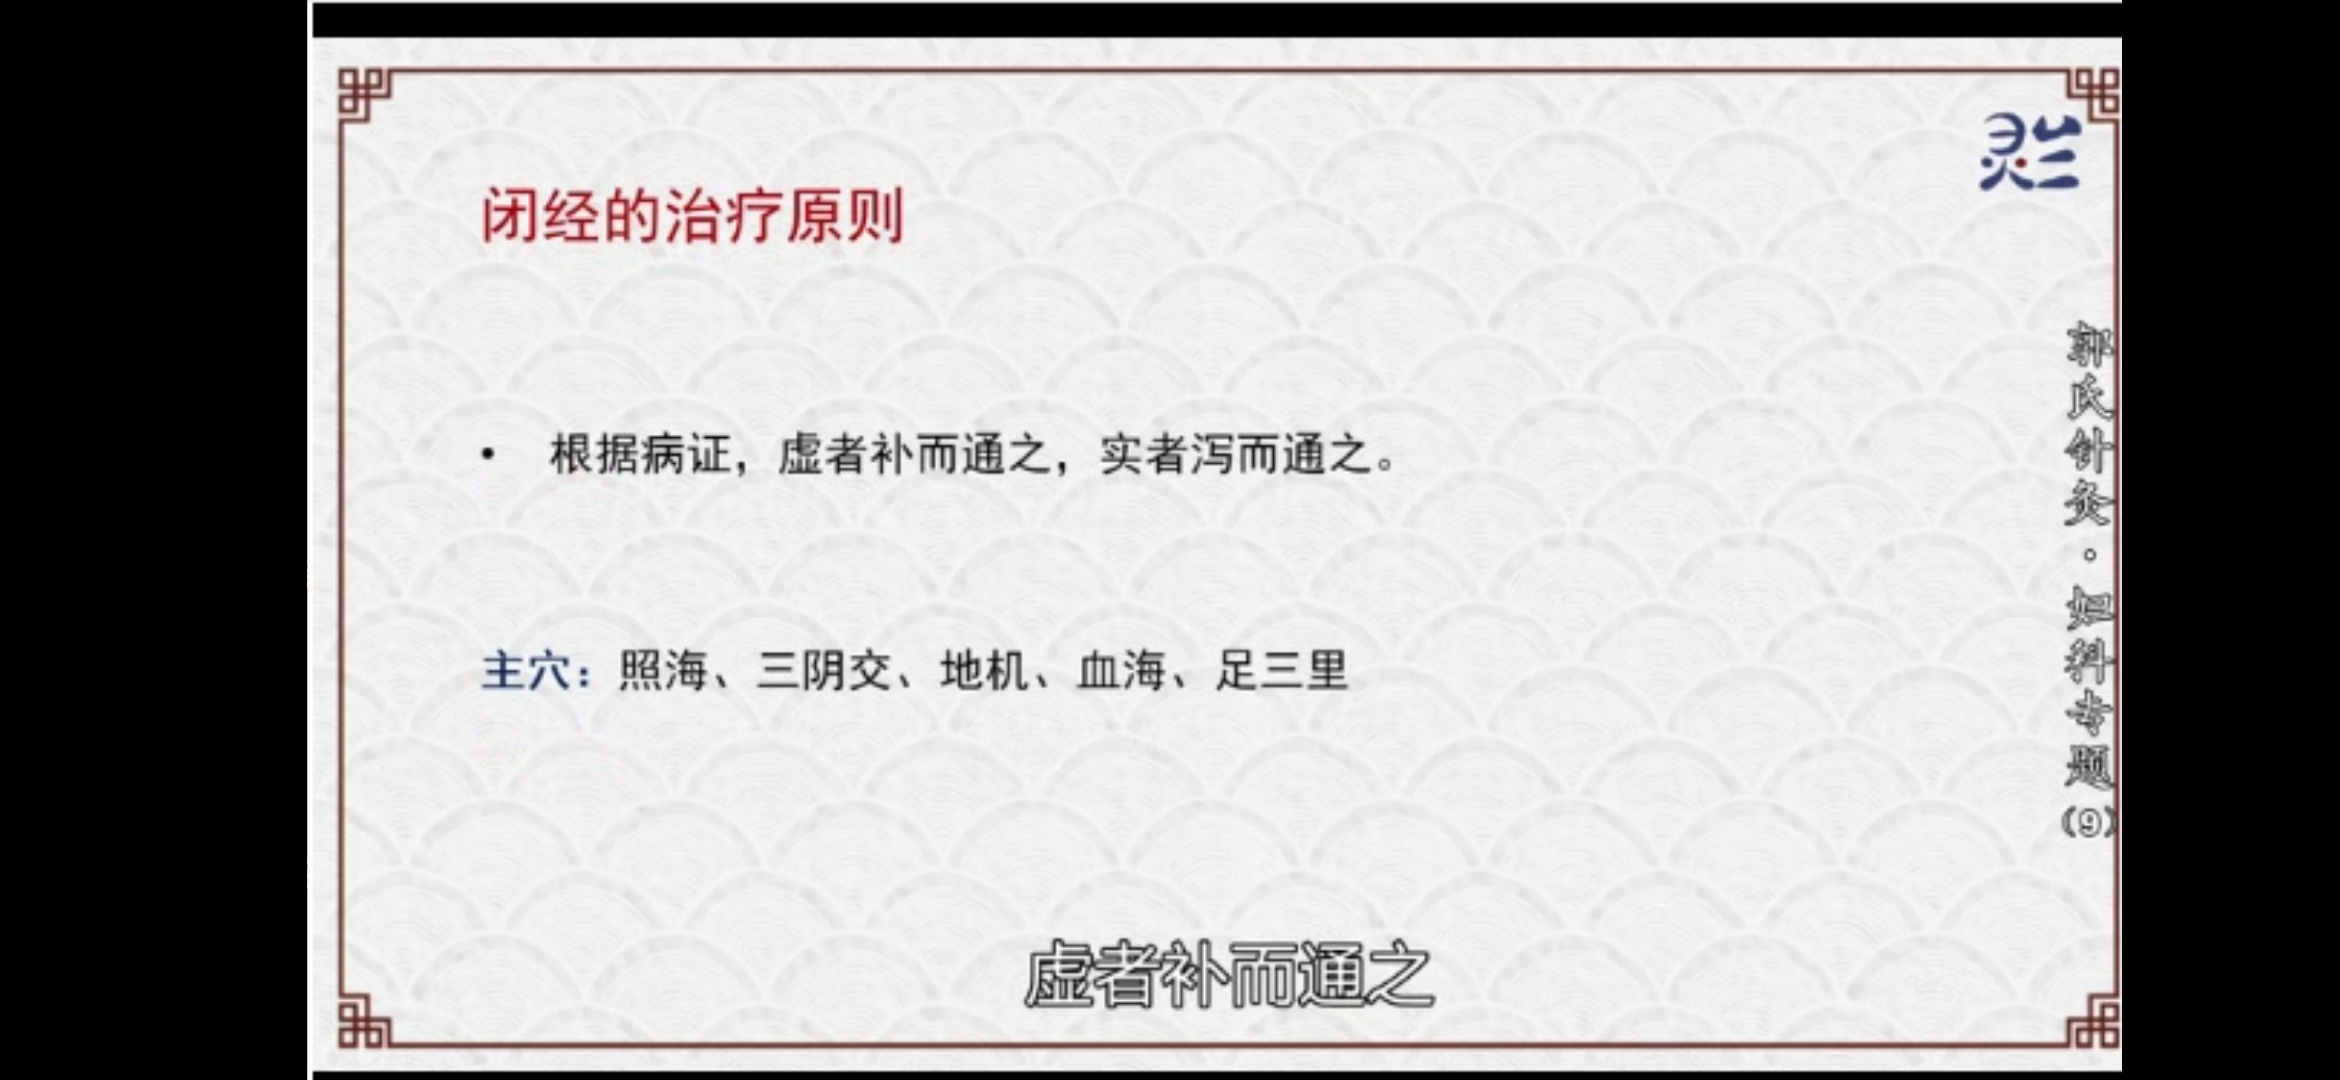 灵兰
闭经的治疗原则
• 根据病证，虚者补而通之，实者泻而通之。
主穴：照海、三阴交、地机、血海、足三里
郭氏针灸·妇科专题(9)
虚者补而通之